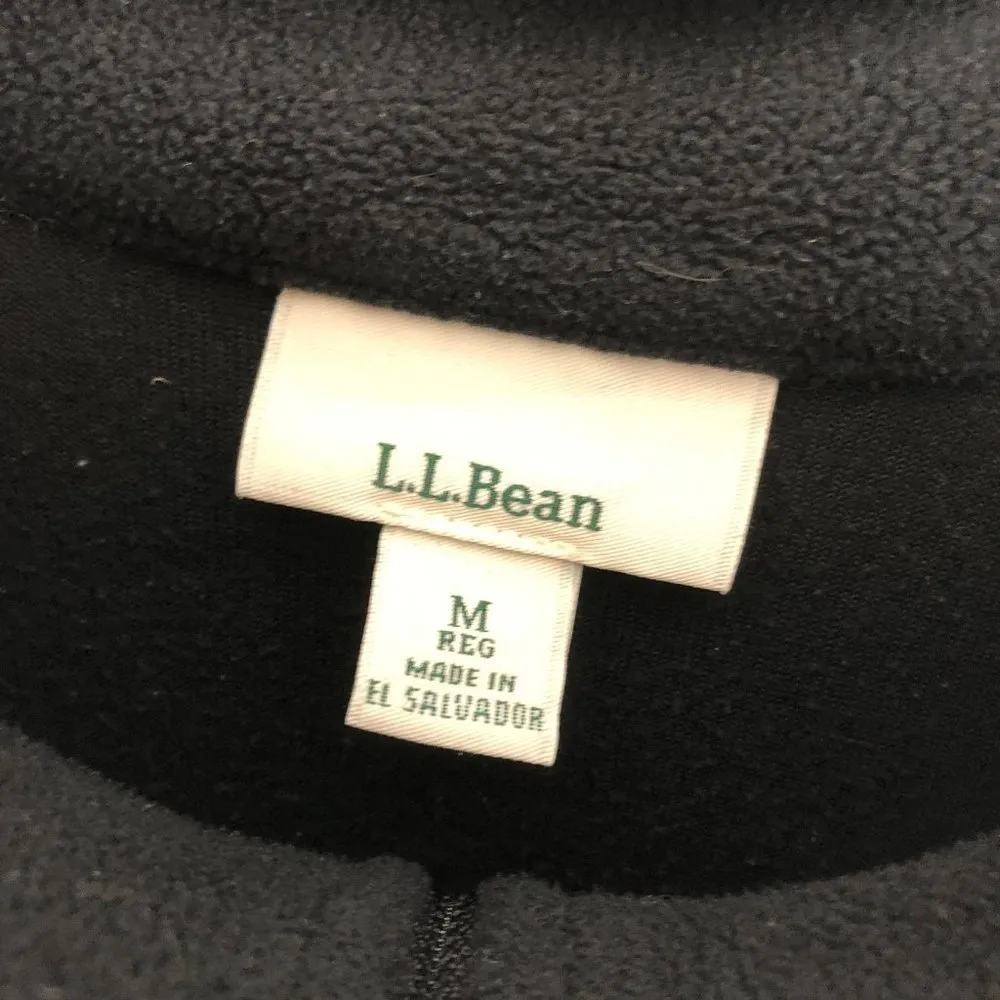 L.L.Bean
M
REG
MADE IN
EL SALVADOR